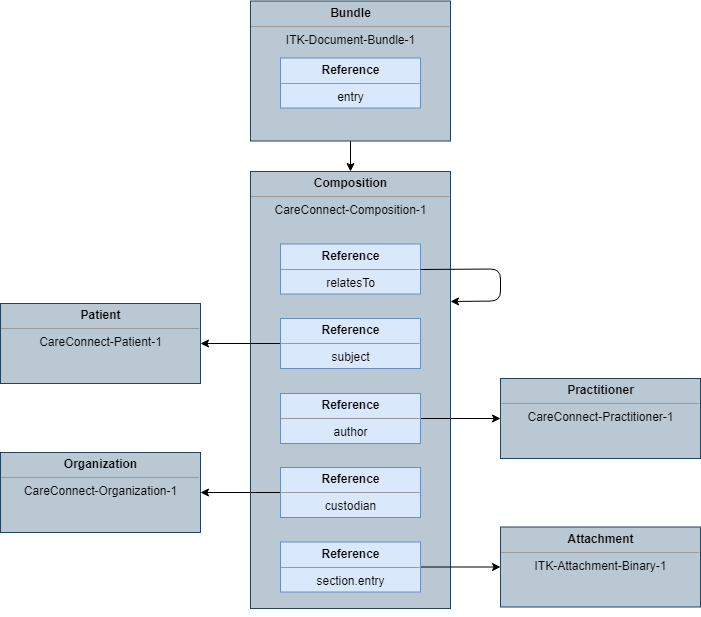 Bundle
ITK-Document-Bundle-1
Reference
entry
Composition
CareConnect-Composition-1
Reference
relatesTo
Patient
CareConnect-Patient-1
Reference
subject
Practitioner
CareConnect-Practitioner-1
Reference
author
Organization
CareConnect-Organization-1
Reference
custodian
Attachment
ITK-Attachment-Binary-1
Reference
section.entry